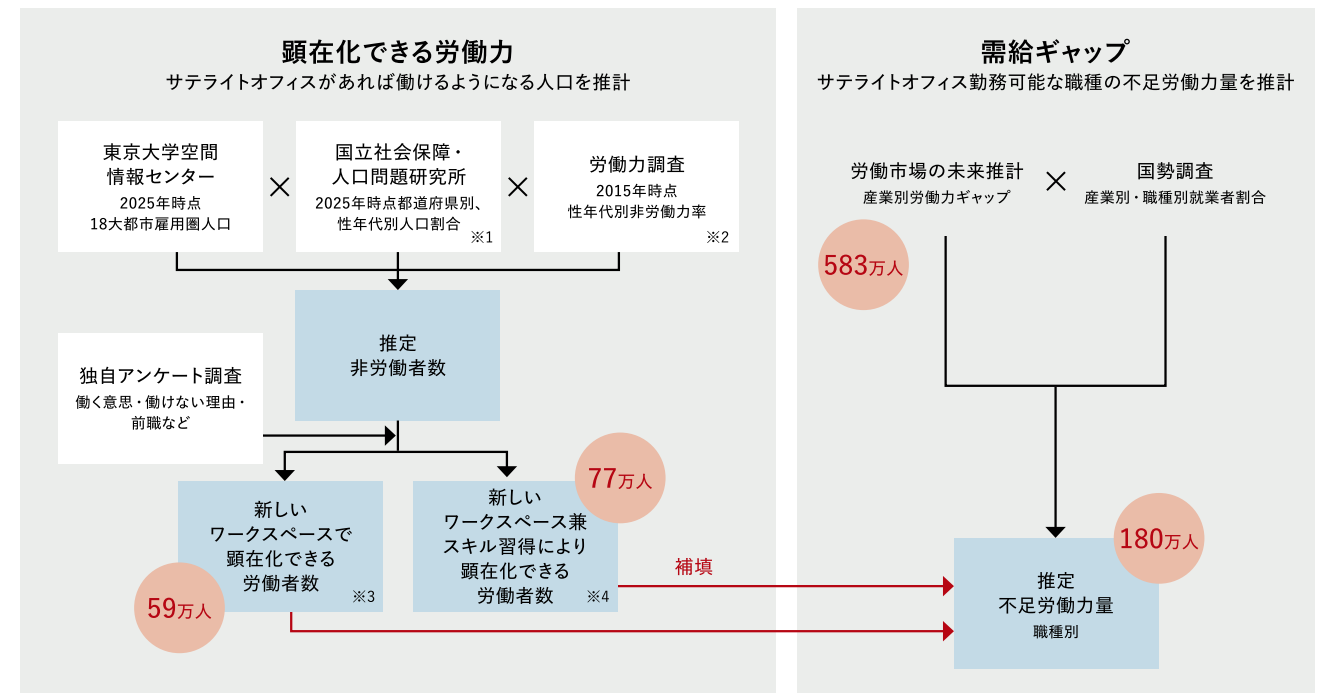 顕在化できる労働力
サテライトオフィスがあれば働けるようになる人口を推計
東京大学空間
情報センター
2025年時点
18大都市雇用圏人口
×
国立社会保障・
人口問題研究所
2025年時点都道府県別、
性年代別人口割合
※1
×
労働力調査
2015年時点
性年代別非労働力率
※2
推定
非労働者数
独自アンケート調査
働く意思・働けない理由・
前職など
新しい
ワークスペースで
顕在化できる
労働者数
※3
59万人
新しい
ワークスペース兼
スキル習得により
顕在化できる
労働者数
※4
77万人
補填
需給ギャップ
サテライトオフィス勤務可能な職種の不足労働力量を推計
労働市場の未来推計
産業別労働力ギャップ
583万人
×
国勢調査
産業別・職種別就業者割合
180万人
推定
不足労働力量
職種別